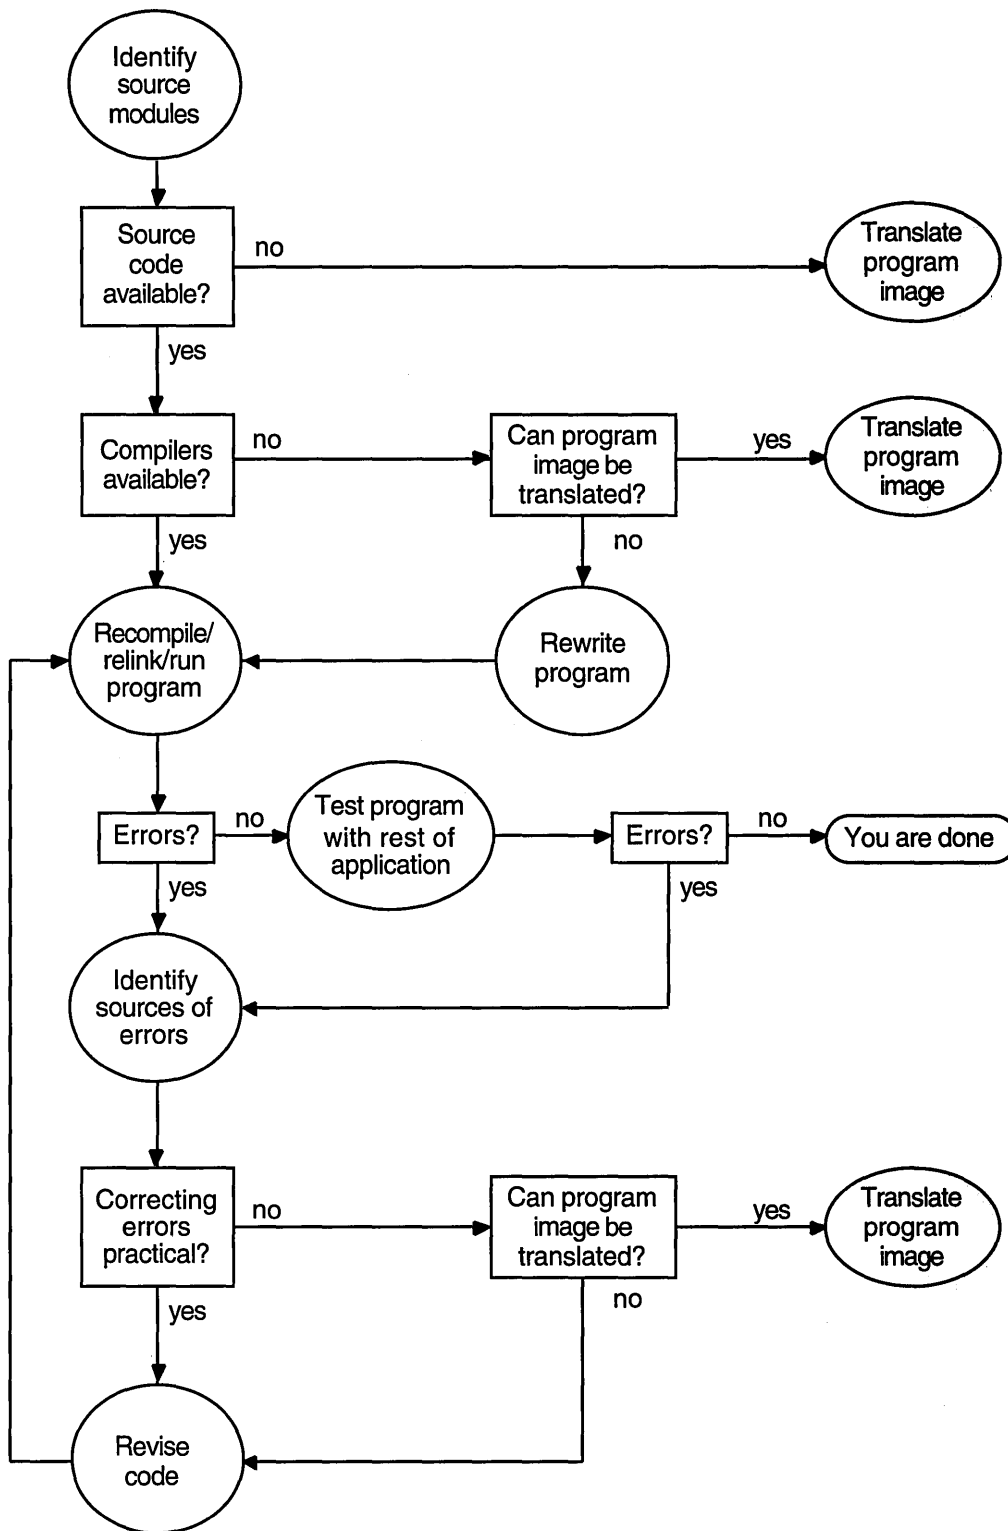 Identify
source
modules
Source
code
available?
no
Translate
program
image
yes
Compilers
available?
no
Can program
image be
translated?
yes
Translate
program
image
yes
no
Recompile/
relink/run
program
Rewrite
program
Errors?
no
Test program
with rest of
application
Errors?
no
You are done
yes
yes
Identify
sources of
errors
Correcting
errors
practical?
no
Can program
image be
translated?
yes
Translate
program
image
yes
no
Revise
code